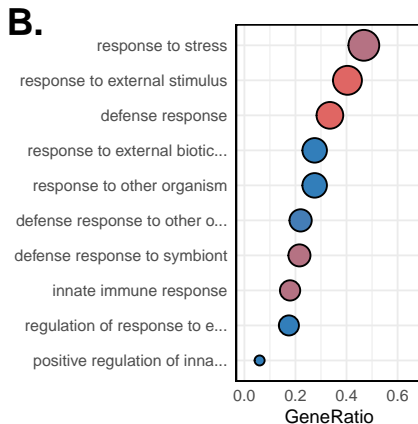 B.
response to stress
response to external stimulus
defense response
response to external biotic...
response to other organism
defense response to other o...
defense response to symbiont
innate immune response
regulation of response to e...
positive regulation of inna...
0.0 0.2 0.4 0.6
GeneRatio